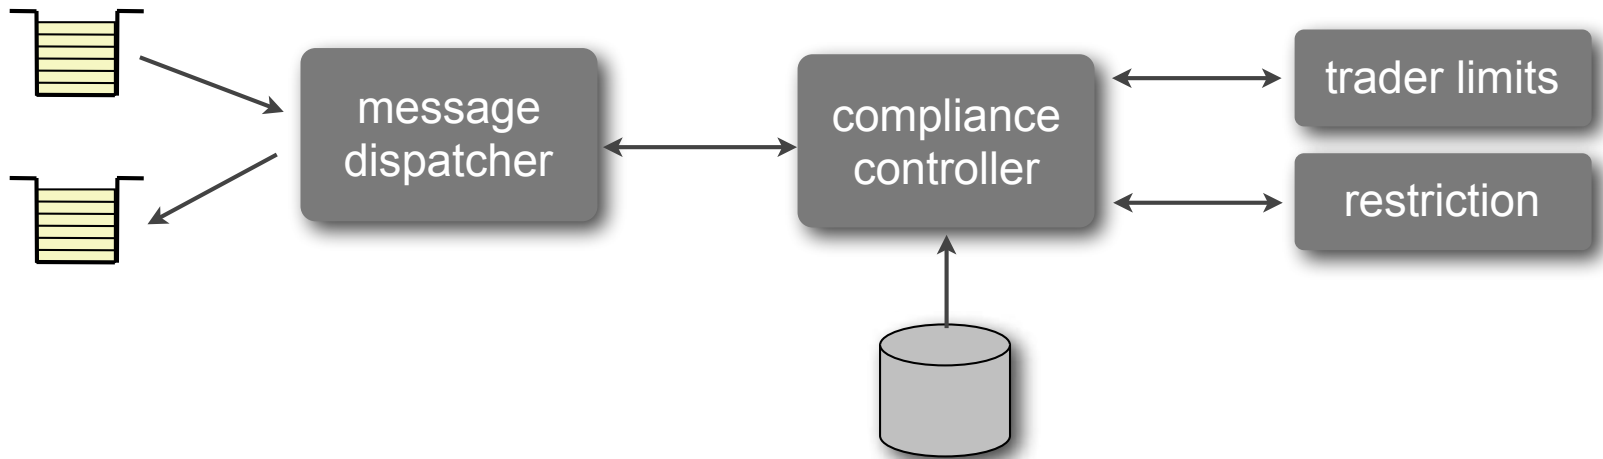 message
dispatcher
compliance
controller
trader limits
restriction